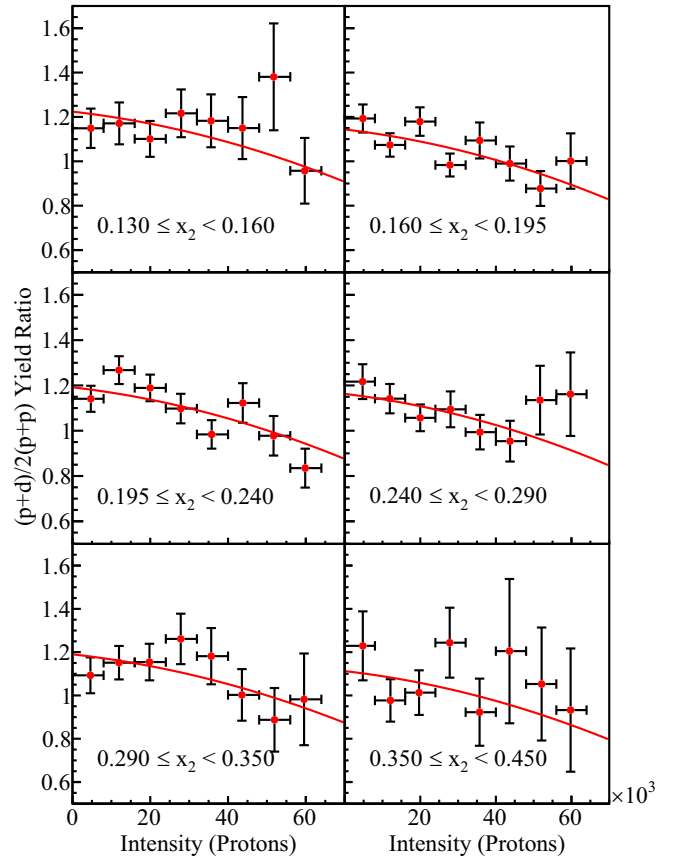 1.6
1.4
1.2
1
0.8
0.6
0.130 ≤ x₂ < 0.160
0.160 ≤ x₂ < 0.195
(p+d)/2(p+p) Yield Ratio
1.6
1.4
1.2
1
0.8
0.6
0.195 ≤ x₂ < 0.240
0.240 ≤ x₂ < 0.290
1.6
1.4
1.2
1
0.8
0.6
0.290 ≤ x₂ < 0.350
0.350 ≤ x₂ < 0.450
0 20 40 60 20 40 60 ×10³
Intensity (Protons) Intensity (Protons)